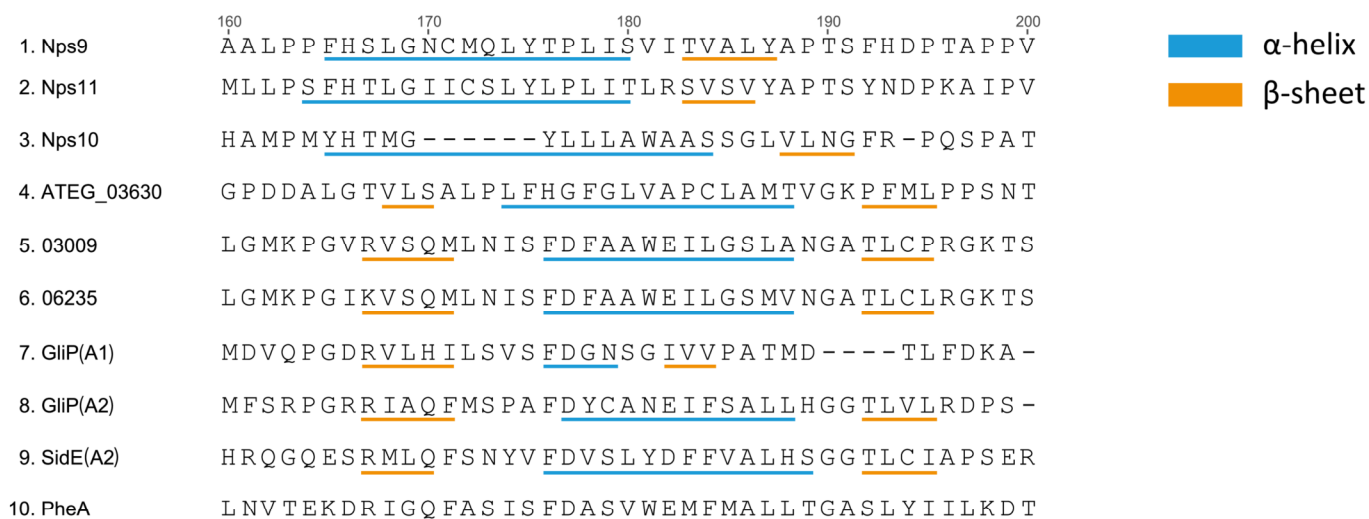 160 170 180 190 200
1. Nps9 AALPPFHSLGNCMQLYTPLISVITVALYAPTSFHDPTAPPV
2. Nps11 MLLPSFHTLGIICSLYLPLITLRSVSVYAPTSYNDPKAIPV
3. Nps10 HAMPMYHTMG------YLLLAWAASSGLVLNGFR-PQSPAT
4. ATEG_03630 GPDDALGTVLSALPLFHGFGLVAPCLAMTVGKPFMLPPSNT
5. 03009 LGMKPGVRVSQMLNISFDFAAWEILGSLANGATLCPRGKTS
6. 06235 LGMKPGIKVSQMLNISFDFAAWEILGSMVNGATLCLRGKTS
7. GliP(A1) MDVQPGDRVLHILSVSFDGNSGIVVPATMD----TLFDKA-
8. GliP(A2) MFSRPGRRIAQFMSPAFDYCANEIFSALLHGGTLVLRDPS-
9. SidE(A2) HRQGQESRMLQFSNYVFDVSLYDFFVALHSGGTLCIAPSER
10. PheA LNVTEKDRIGQFASISFDASVWEMFMALLTGASLYIILKDT
α-helix
β-sheet